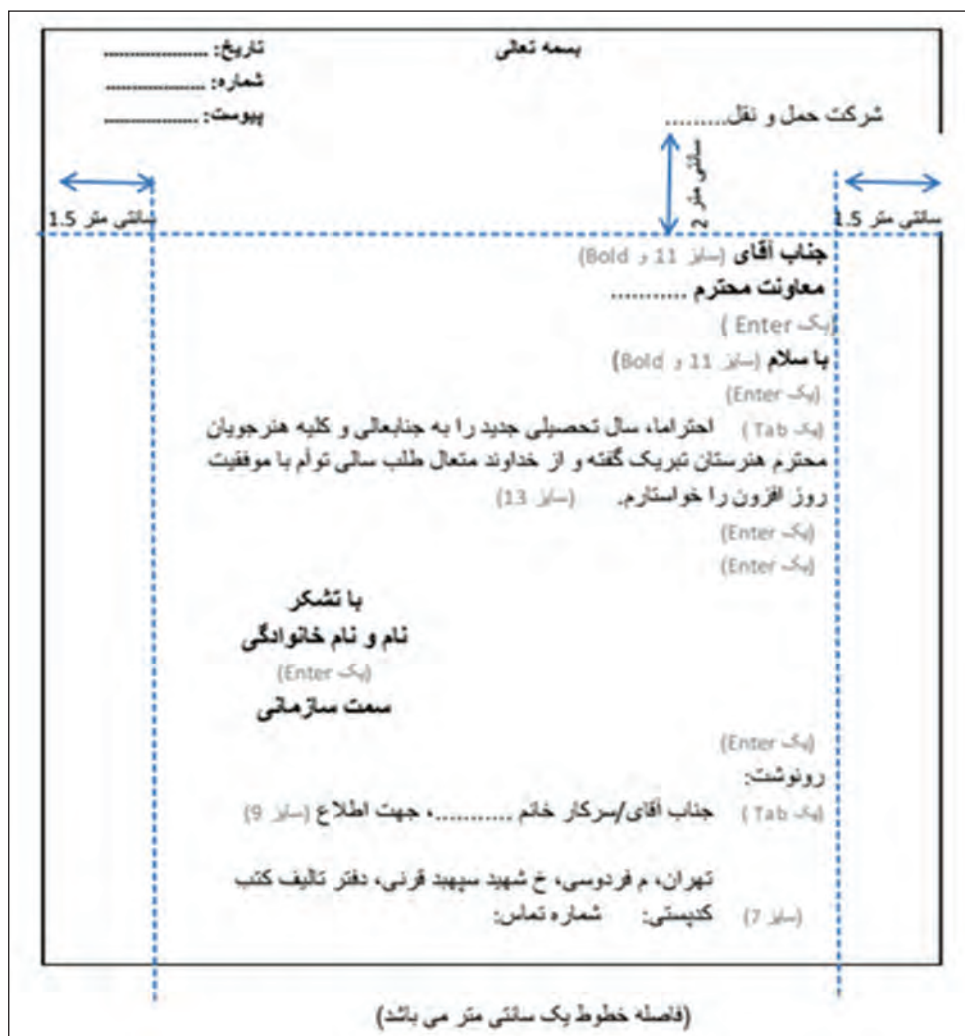 بسمه تعالی
تاریخ: ....................
شماره: ...................
پیوست: ..................
شرکت حمل و نقل.........
2 سانتی متر
1.5 سانتی متر
1.5 سانتی متر
جناب آقای (سایز 11 و Bold)
معاونت محترم ...........
(یک Enter )
با سلام (سایز 11 و Bold)
(یک Enter)
(یک Tab ) احتراما، سال تحصیلی جدید را به جنابعالی و کلیه هنرجویان
محترم هنرستان تبریک گفته و از خداوند متعال طلب سالی توأم با موفقیت
روز افزون را خواستارم. (سایز 13)
(یک Enter)
(یک Enter)
با تشکر
نام و نام خانوادگی
(یک Enter)
سمت سازمانی
(یک Enter)
رونوشت:
(یک Tab ) جناب آقای/سرکار خانم ...........، جهت اطلاع (سایز 9)
تهران، م فردوسی، خ شهید سپهبد قرنی، دفتر تالیف کتب
(سایز 7) کدپستی: شماره تماس:
(فاصله خطوط یک سانتی متر می باشد)